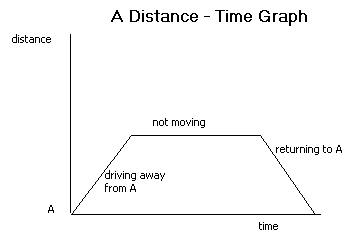 A Distance - Time Graph
distance
not moving
returning to A
driving away
from A
A
time